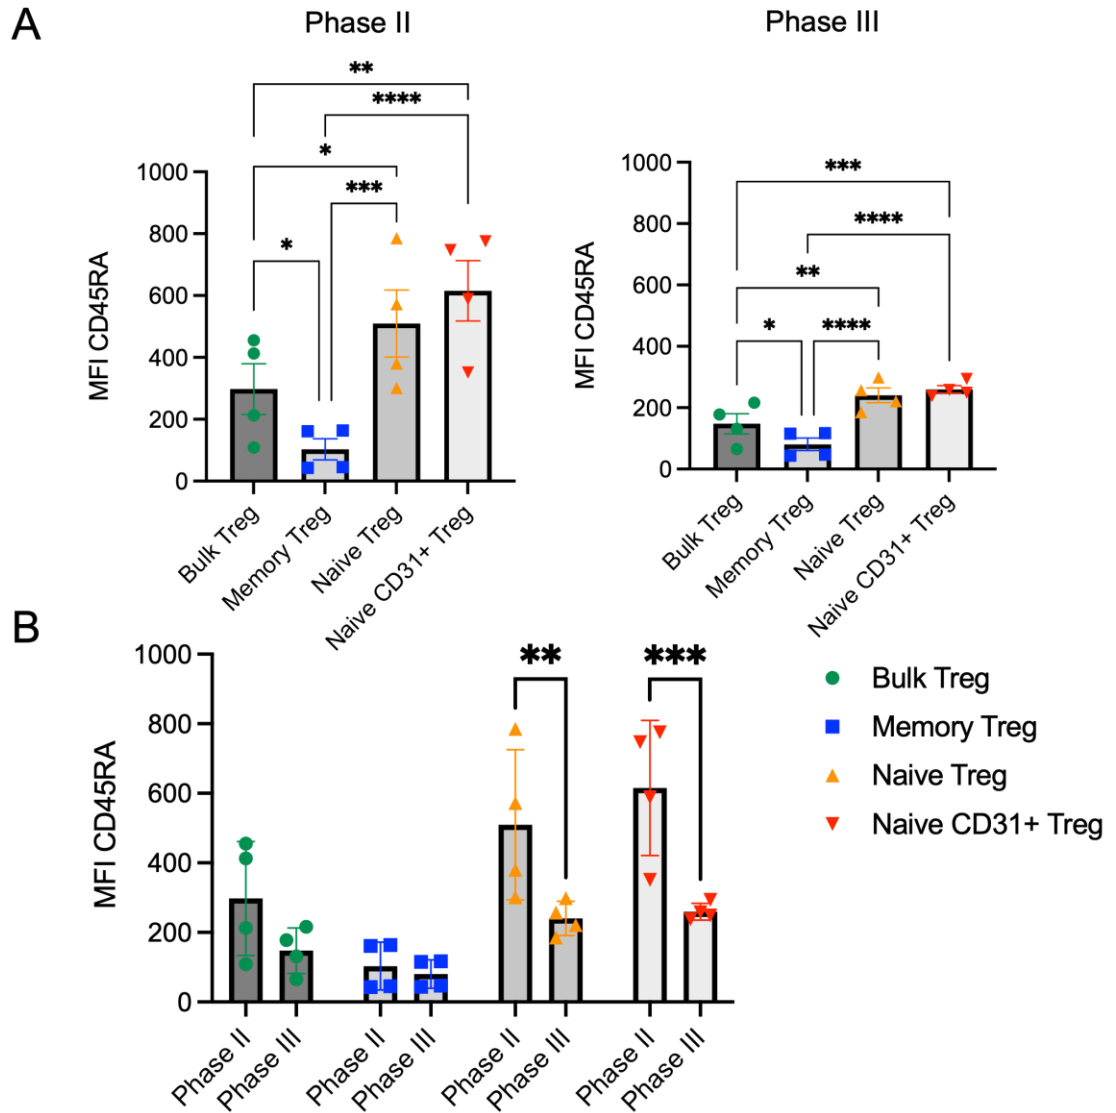 A
Phase II
Phase III
**
****
*
***
*
1000
800
600
400
200
0
MFI CD45RA
Bulk Treg
Memory Treg
Naive Treg
Naive CD31+ Treg
***
****
**
*
****
1000
800
600
400
200
0
MFI CD45RA
Bulk Treg
Memory Treg
Naive Treg
Naive CD31+ Treg
B
**
***
1000
800
600
400
200
0
MFI CD45RA
Phase II
Phase III
Phase II
Phase III
Phase II
Phase III
Phase II
Phase III
Bulk Treg
Memory Treg
Naive Treg
Naive CD31+ Treg